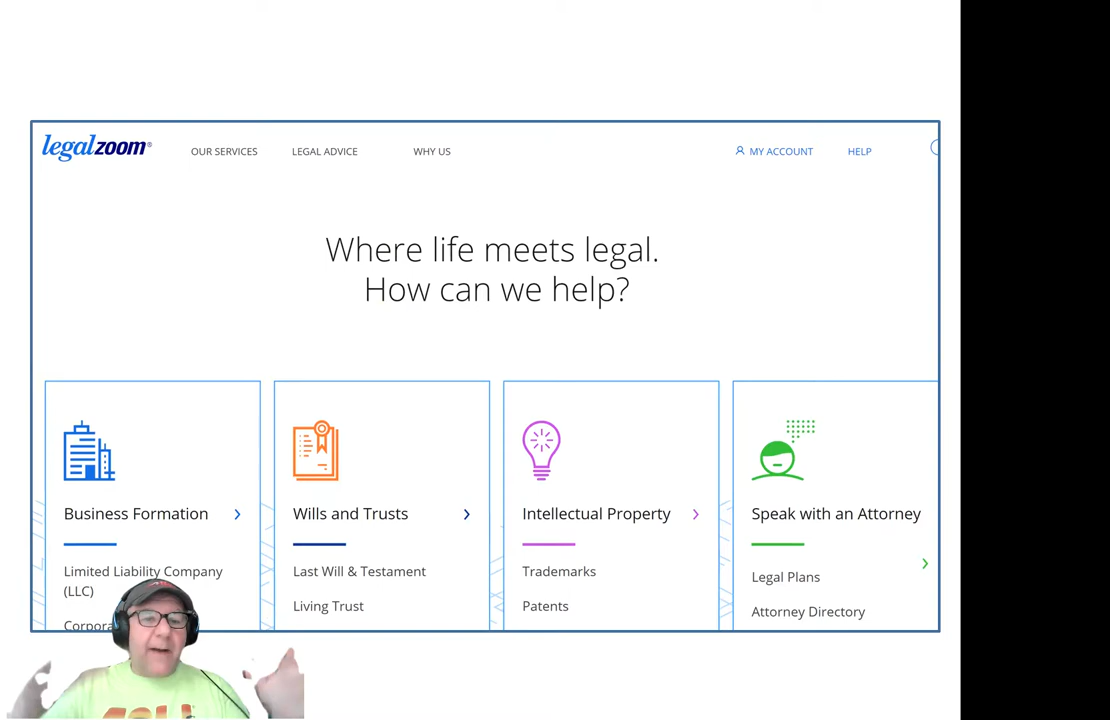 legalzoom®
OUR SERVICES
LEGAL ADVICE
WHY US
MY ACCOUNT
HELP
Where life meets legal.
How can we help?
Business Formation
Limited Liability Company
(LLC)
Wills and Trusts
Last Will & Testament
Living Trust
Intellectual Property
Trademarks
Patents
Speak with an Attorney
Legal Plans
Attorney Directory